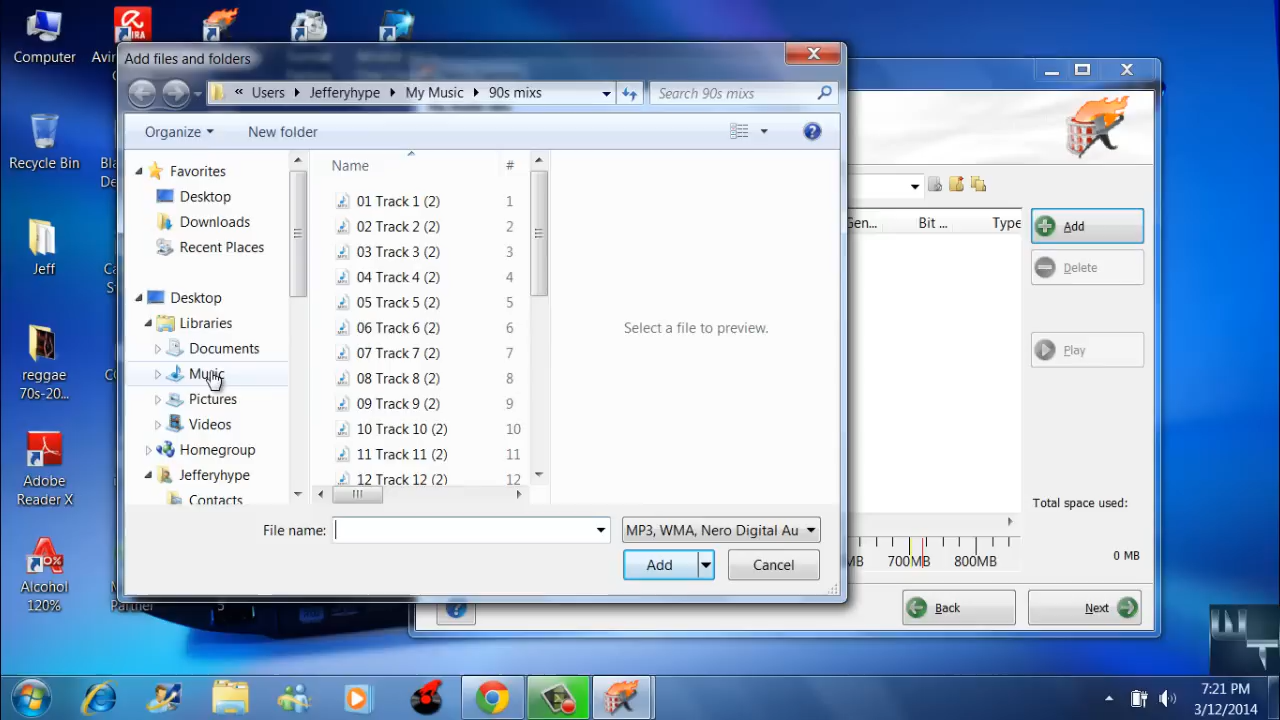 Computer
Avir
Recycle Bin
Jeff
reggae
70s-20...
Adobe
Reader X
Alcohol
120%
Partner
5
Add files and folders
« Users Jefferyhype My Music 90s mixs
Search 90s mixs
Organize
New folder
Favorites
Desktop
Downloads
Recent Places
Desktop
Libraries
Documents
Music
Pictures
Videos
Homegroup
Jefferyhype
Contacts
Name #
01 Track 1 (2) 1
02 Track 2 (2) 2
03 Track 3 (2) 3
04 Track 4 (2) 4
05 Track 5 (2) 5
06 Track 6 (2) 6
07 Track 7 (2) 7
08 Track 8 (2) 8
09 Track 9 (2) 9
10 Track 10 (2) 10
11 Track 11 (2) 11
12 Track 12 (2) 12
Select a file to preview.
File name:
MP3, WMA, Nero Digital Au
Add
Cancel
Gen... Bit ... Type
Add
Delete
Play
Total space used:
0 MB
MB 700MB 800MB
Back
Next
7:21 PM
3/12/2014